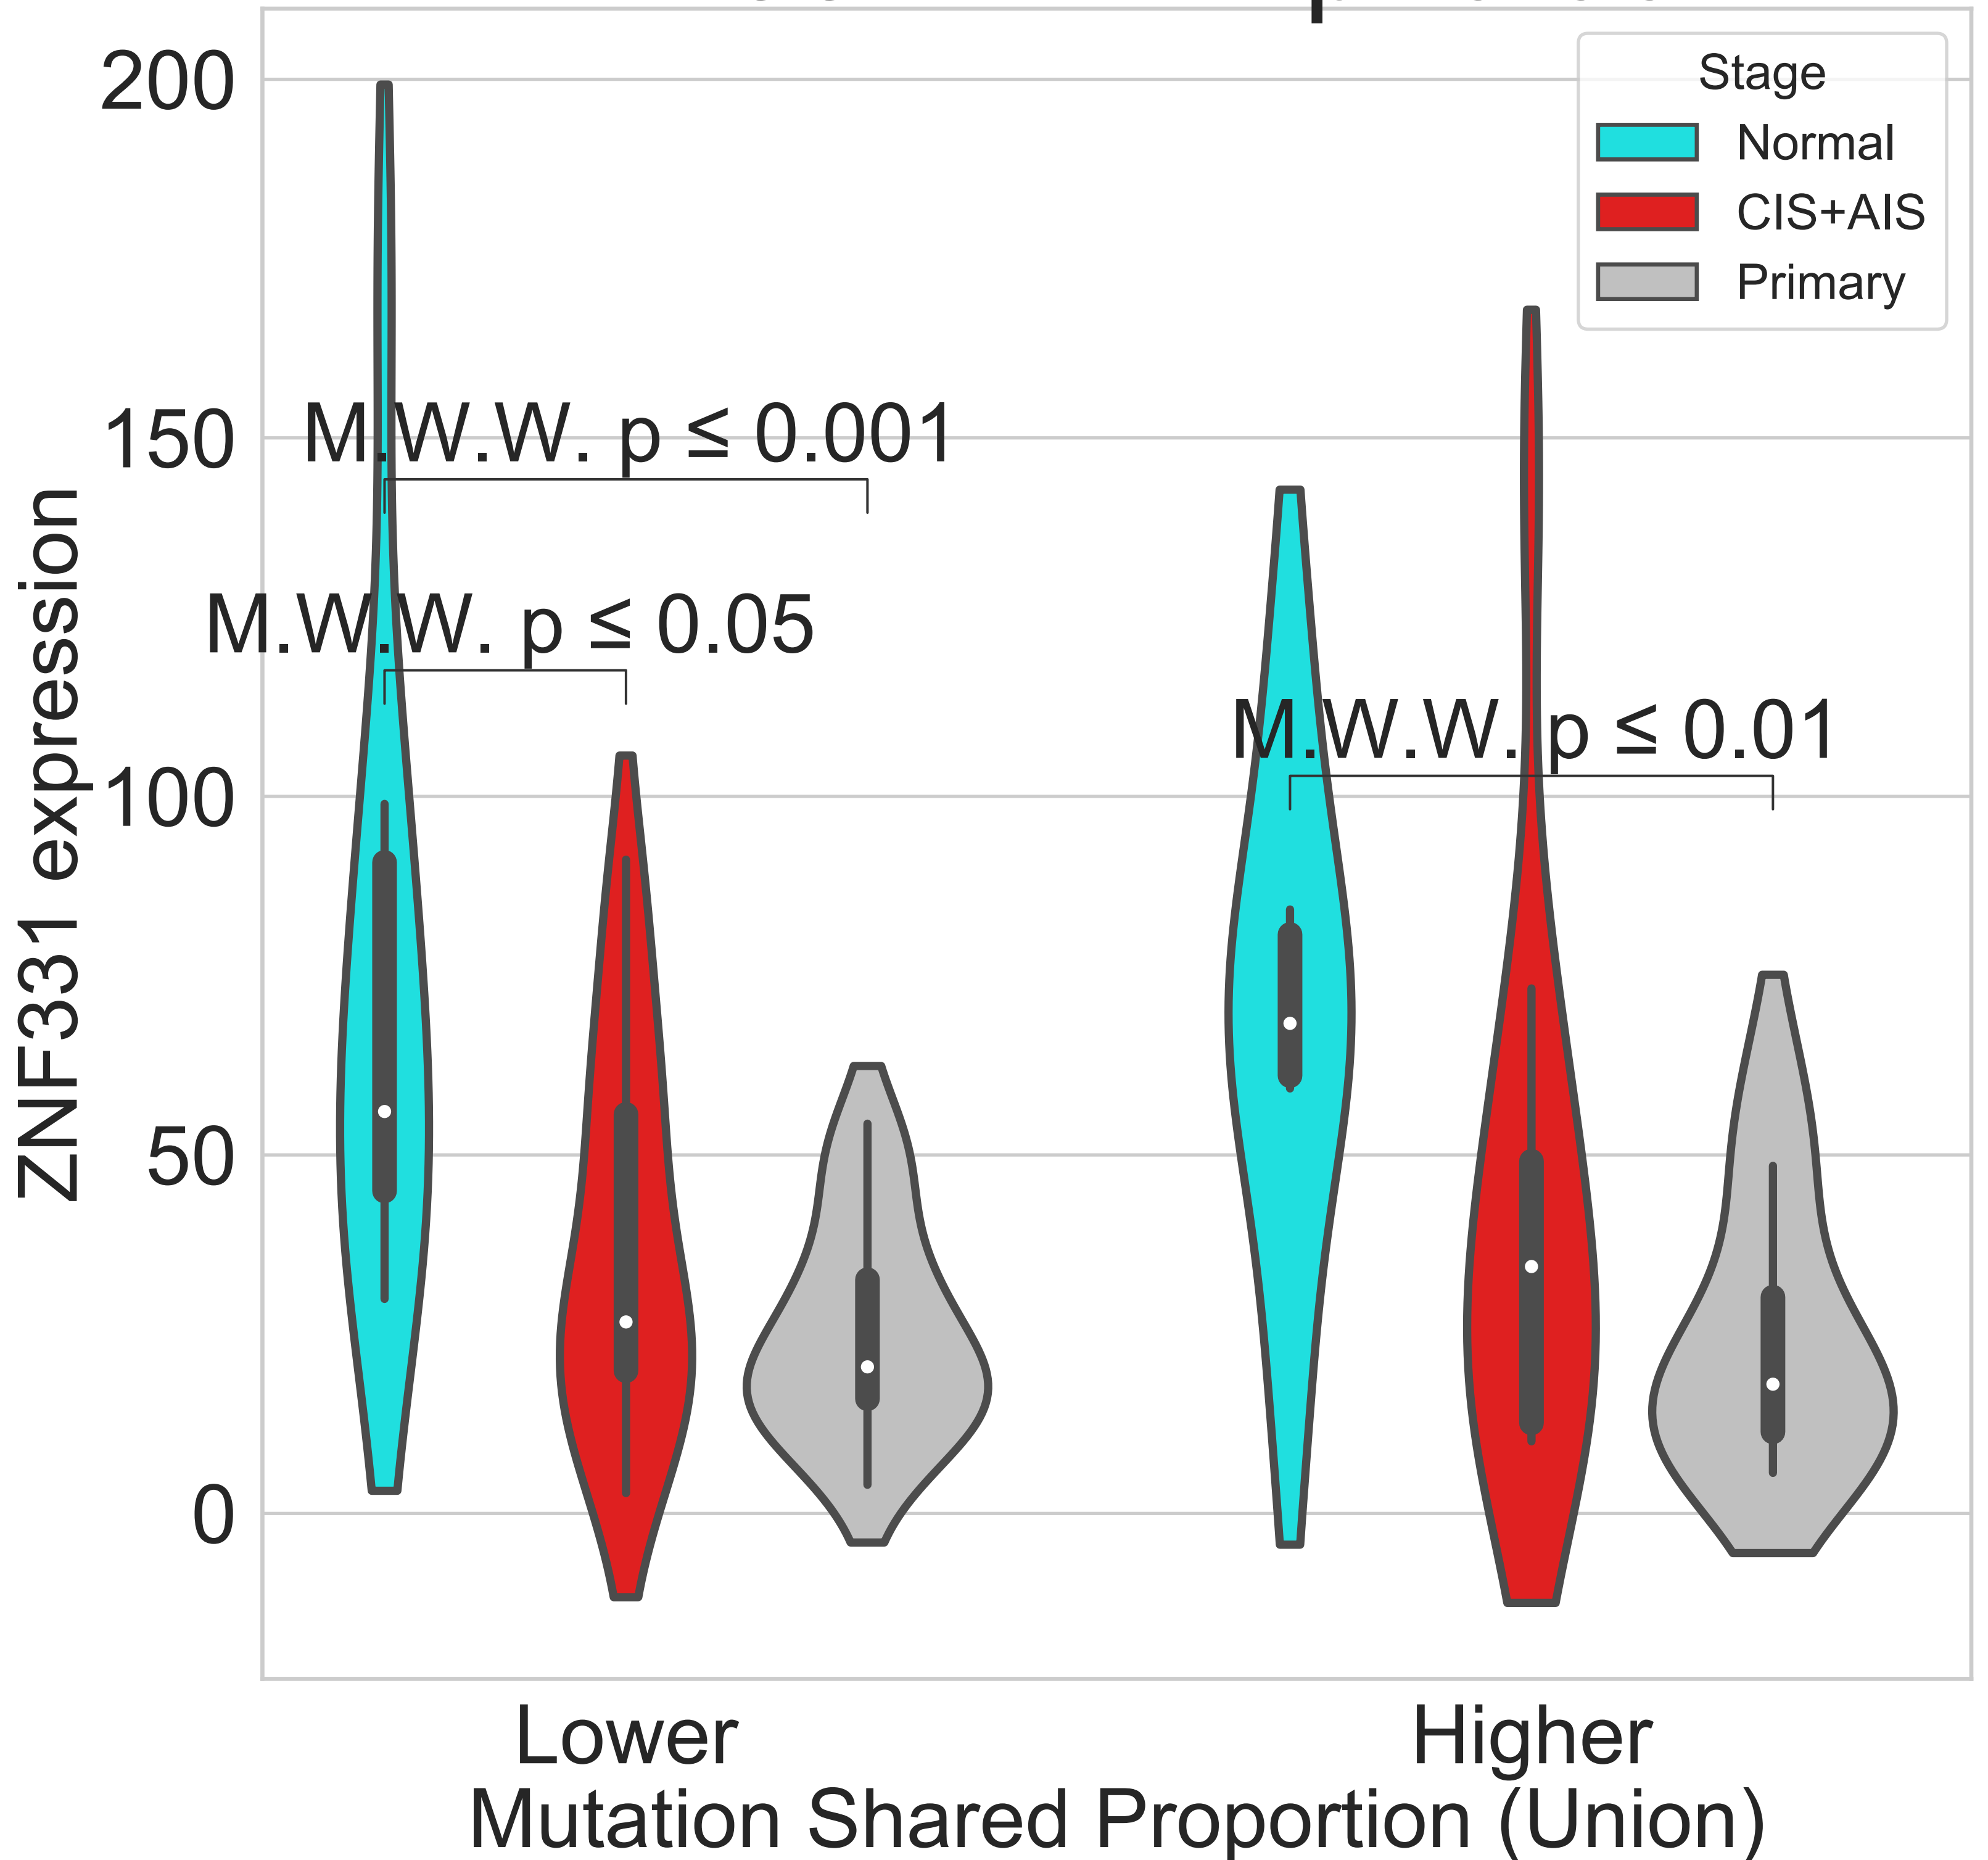 200
150
100
50
0
ZNF331 expression
Stage
Normal
CIS+AIS
Primary
M.W.W. p ≤ 0.001
M.W.W. p ≤ 0.05
M.W.W. p ≤ 0.01
Lower
Higher
Mutation Shared Proportion (Union)